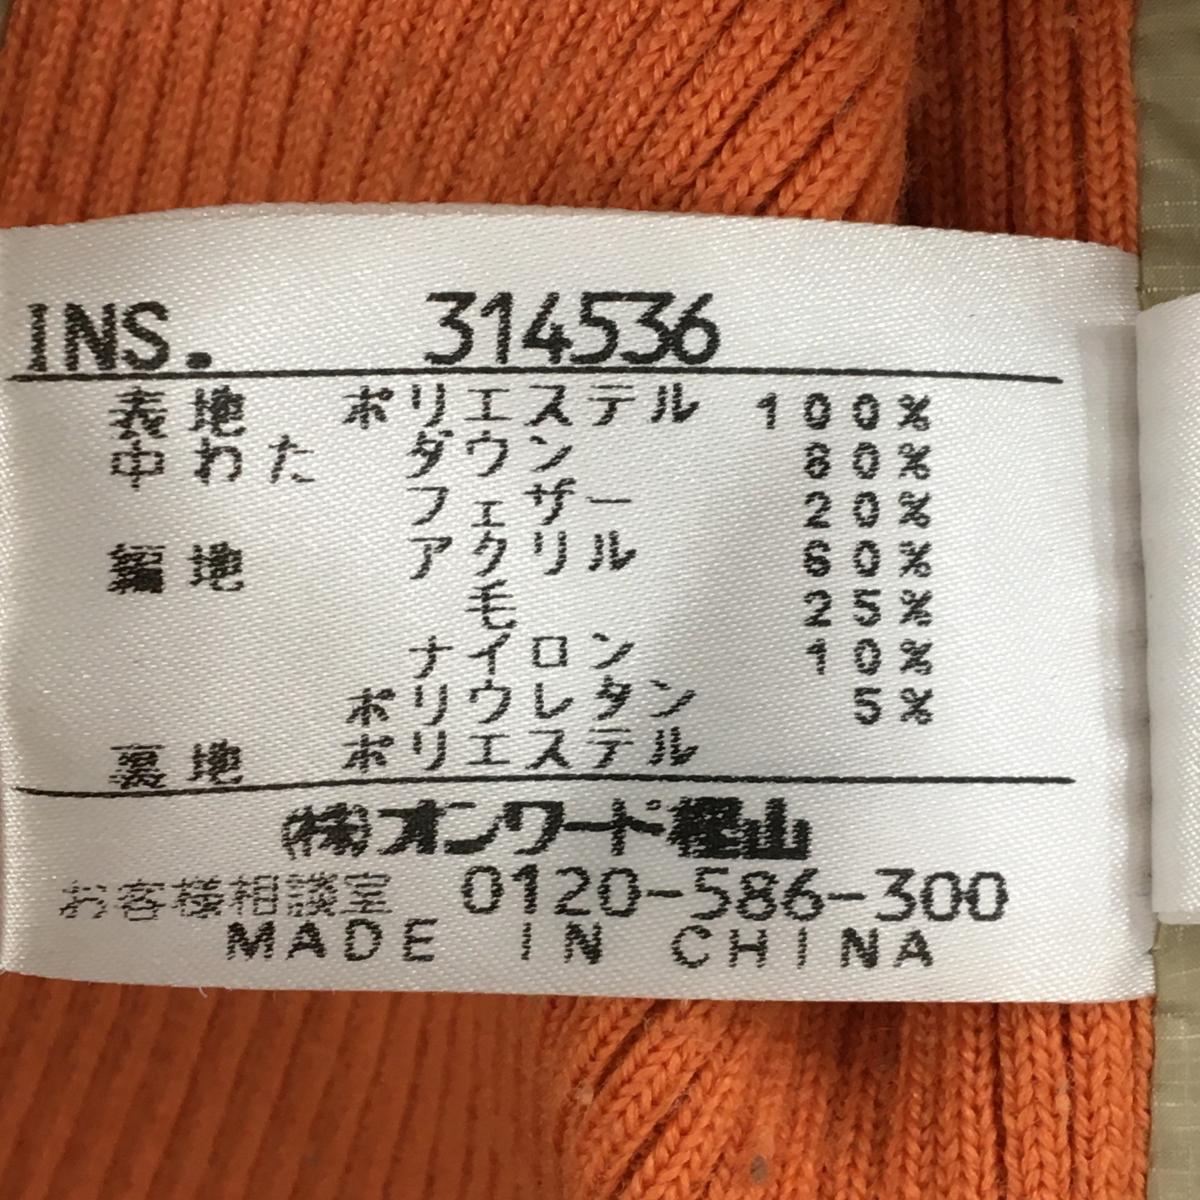 INS. 314536
表地 ポリエステル 100%
中わた ダウン 80%
フェザー 20%
編地 アクリル 60%
毛 25%
ナイロン 10%
ポリウレタン 5%
裏地 ポリエステル
(株)オンワード樫山
お客様相談室 0120-586-300
MADE IN CHINA